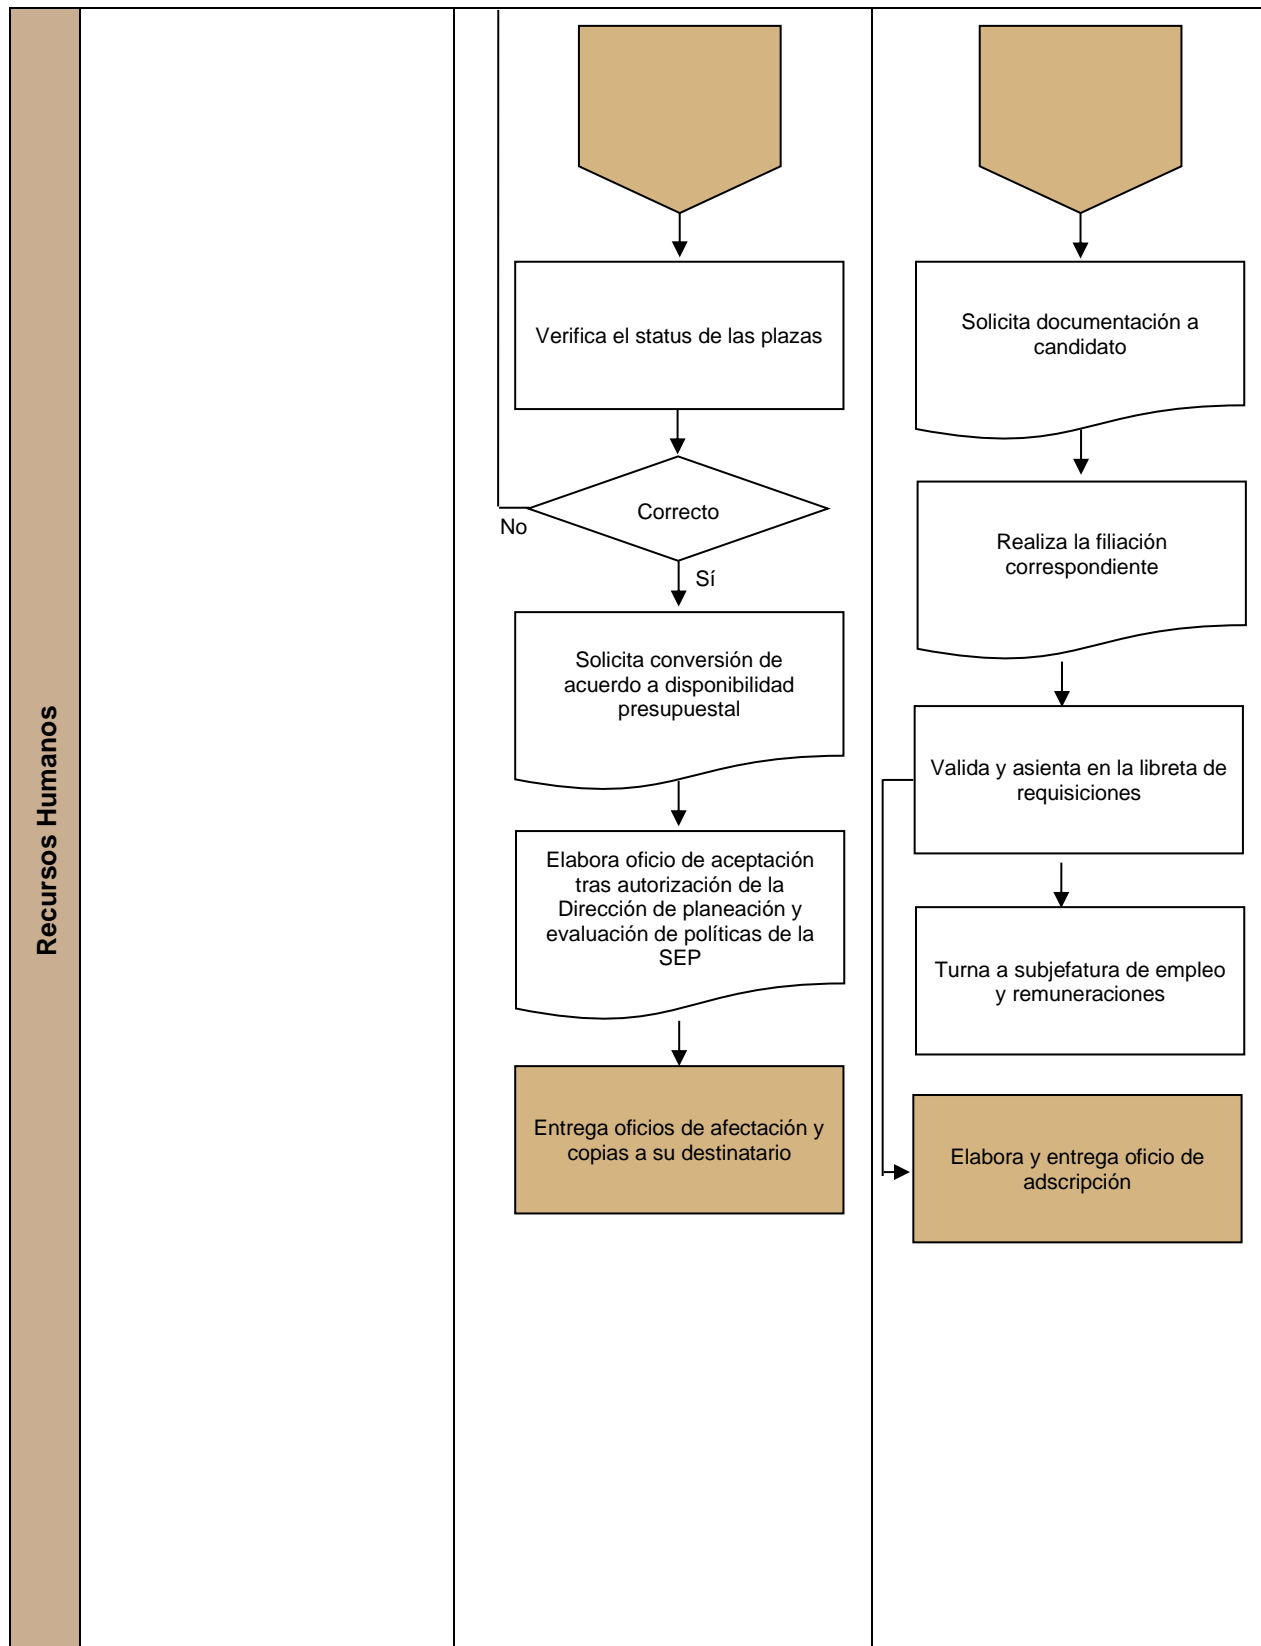 Recursos Humanos
Verifica el status de las plazas
Correcto
No
Sí
Solicita conversión de
acuerdo a disponibilidad
presupuestal
Elabora oficio de aceptación
tras autorización de la
Dirección de planeación y
evaluación de políticas de la
SEP
Entrega oficios de afectación y
copias a su destinatario
Solicita documentación a
candidato
Realiza la filiación
correspondiente
Valida y asienta en la libreta de
requisiciones
Turna a subjefatura de empleo
y remuneraciones
Elabora y entrega oficio de
adscripción